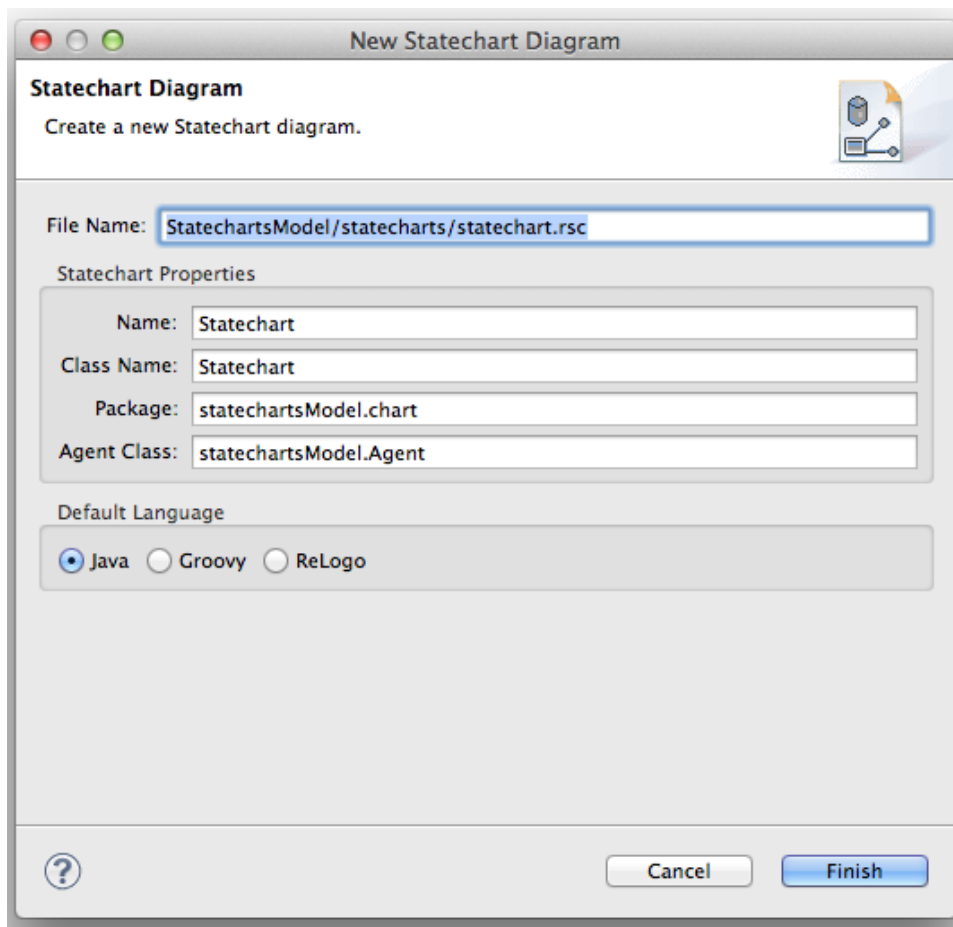 New Statechart Diagram
Statechart Diagram
Create a new Statechart diagram.
File Name: StatechartsModel/statecharts/statechart.rsc
Statechart Properties
Name: Statechart
Class Name: Statechart
Package: statechartsModel.chart
Agent Class: statechartsModel.Agent
Default Language
Java Groovy ReLogo
? Cancel Finish